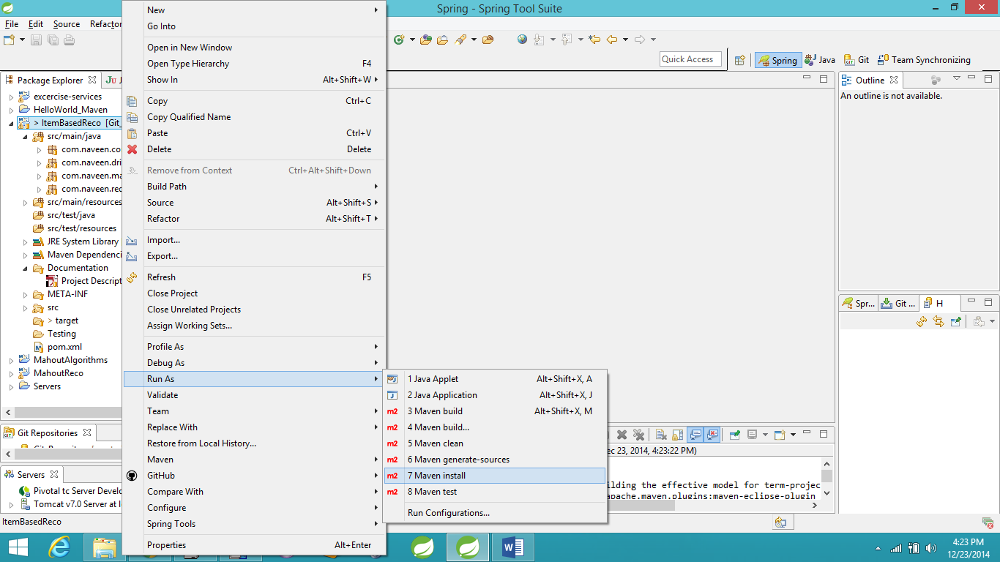 Spring - Spring Tool Suite
File Edit Source Refactor
Quick Access
Spring Java Git Team Synchronizing
Package Explorer
excercise-services
HelloWorld_Maven
> ItemBasedReco [Git_
src/main/java
com.naveen.co
com.naveen.dri
com.naveen.ma
com.naveen.rec
src/main/resources
src/test/java
src/test/resources
JRE System Library
Maven Dependenci
Documentation
Project Descript
META-INF
src
> target
Testing
pom.xml
MahoutAlgorithms
MahoutReco
Servers
Git Repositories
Servers
Pivotal tc Server Develo
Tomcat v7.0 Server at l
ItemBasedReco
New
Go Into
Open in New Window
Open Type Hierarchy F4
Show In Alt+Shift+W
Copy Ctrl+C
Copy Qualified Name
Paste Ctrl+V
Delete Delete
Remove from Context Ctrl+Alt+Shift+Down
Build Path
Source Alt+Shift+S
Refactor Alt+Shift+T
Import...
Export...
Refresh F5
Close Project
Close Unrelated Projects
Assign Working Sets...
Profile As
Debug As
Run As
Validate
Team
Replace With
Restore from Local History...
Maven
GitHub
Compare With
Configure
Spring Tools
Properties Alt+Enter
1 Java Applet Alt+Shift+X, A
2 Java Application Alt+Shift+X, J
m2 3 Maven build Alt+Shift+X, M
m2 4 Maven build...
m2 5 Maven clean
m2 6 Maven generate-sources
m2 7 Maven install
m2 8 Maven test
Run Configurations...
Outline
An outline is not available.
Spr... Git ... H
ec 23, 2014, 4:23:22 PM)
ilding the effective model for term-projec
apache.maven.plugins:maven-eclipse-plugin
4:23 PM
12/23/2014